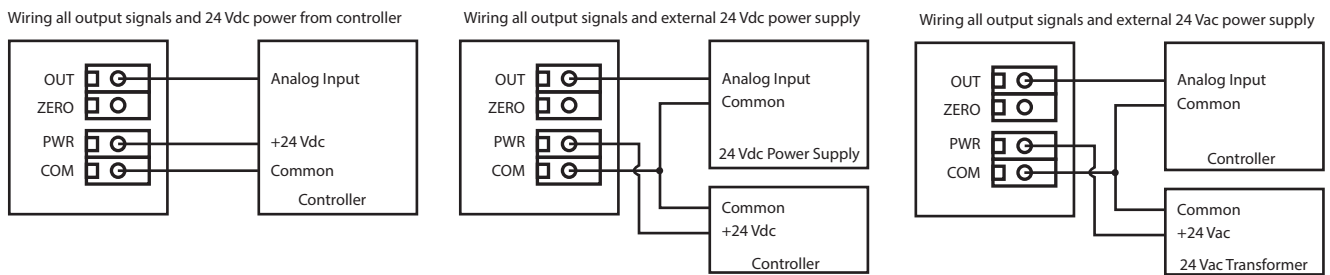 Wiring all output signals and 24 Vdc power from controller
OUT
ZERO
PWR
COM
Analog Input
+24 Vdc
Common
Controller
Wiring all output signals and external 24 Vdc power supply
OUT
ZERO
PWR
COM
Analog Input
Common
24 Vdc Power Supply
Common
+24 Vdc
Controller
Wiring all output signals and external 24 Vac power supply
OUT
ZERO
PWR
COM
Analog Input
Common
Controller
Common
+24 Vac
24 Vac Transformer